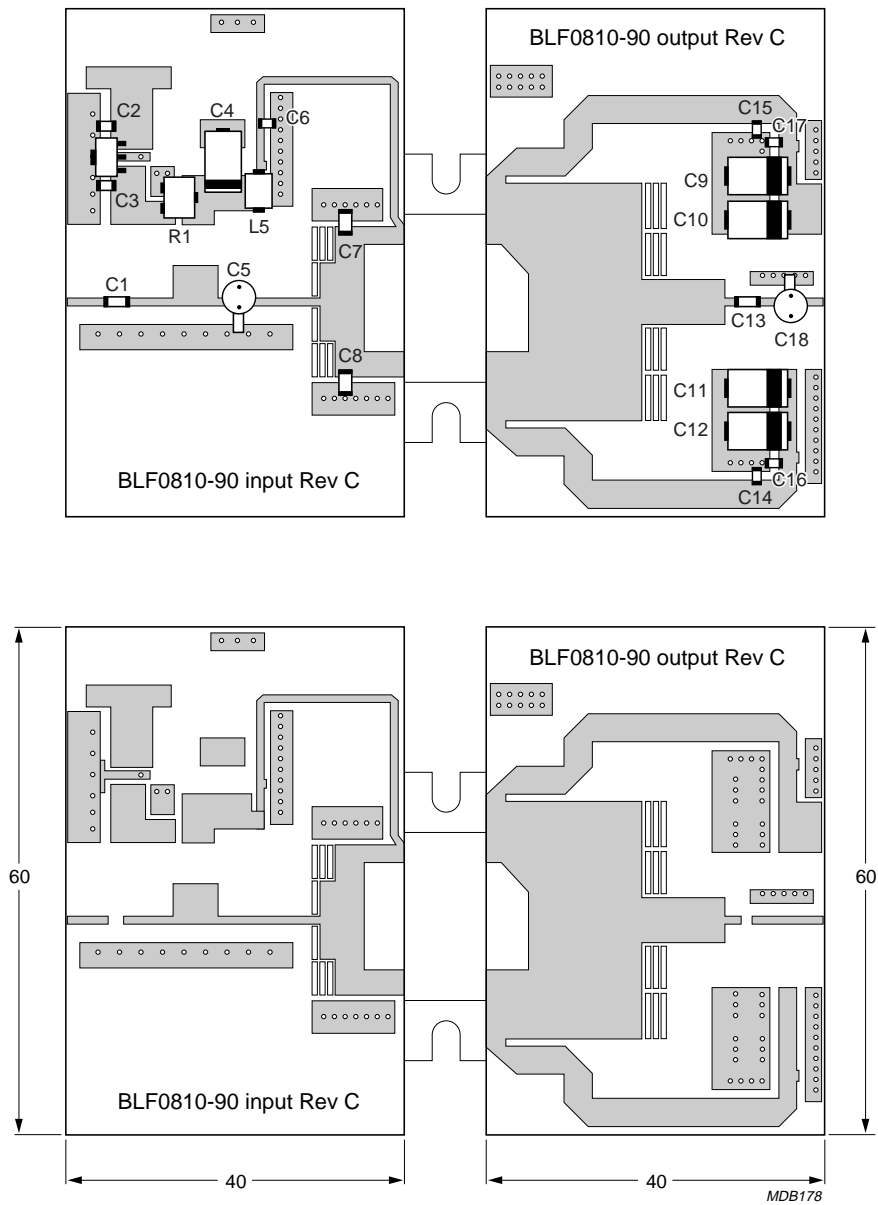 BLF0810-90 output Rev C
C2
C4
C6
C15
C17
C3
R1
L5
C9
C10
C7
C1
C5
C13
C18
C8
C11
C12
C16
C14
BLF0810-90 input Rev C
BLF0810-90 output Rev C
60
60
BLF0810-90 input Rev C
40
40
MDB178